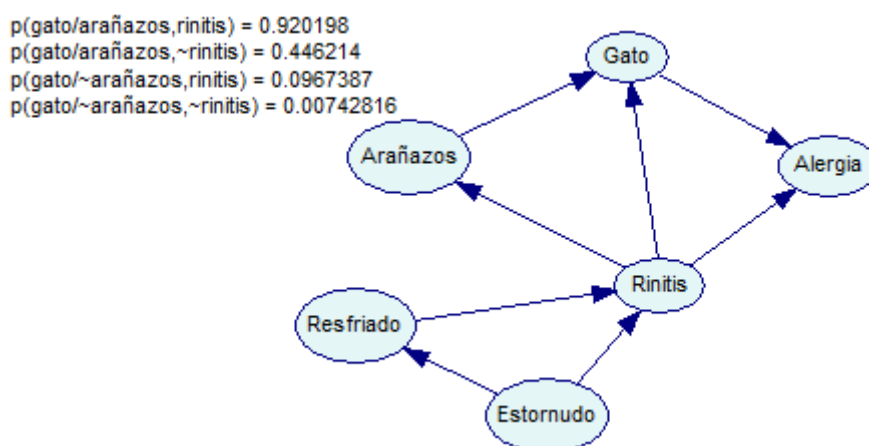 p(gato/arañazos,rinitis) = 0.920198
p(gato/arañazos,~rinitis) = 0.446214
p(gato/~arañazos,rinitis) = 0.0967387
p(gato/~arañazos,~rinitis) = 0.00742816
Gato
Arañazos
Alergia
Rinitis
Resfriado
Estornudo